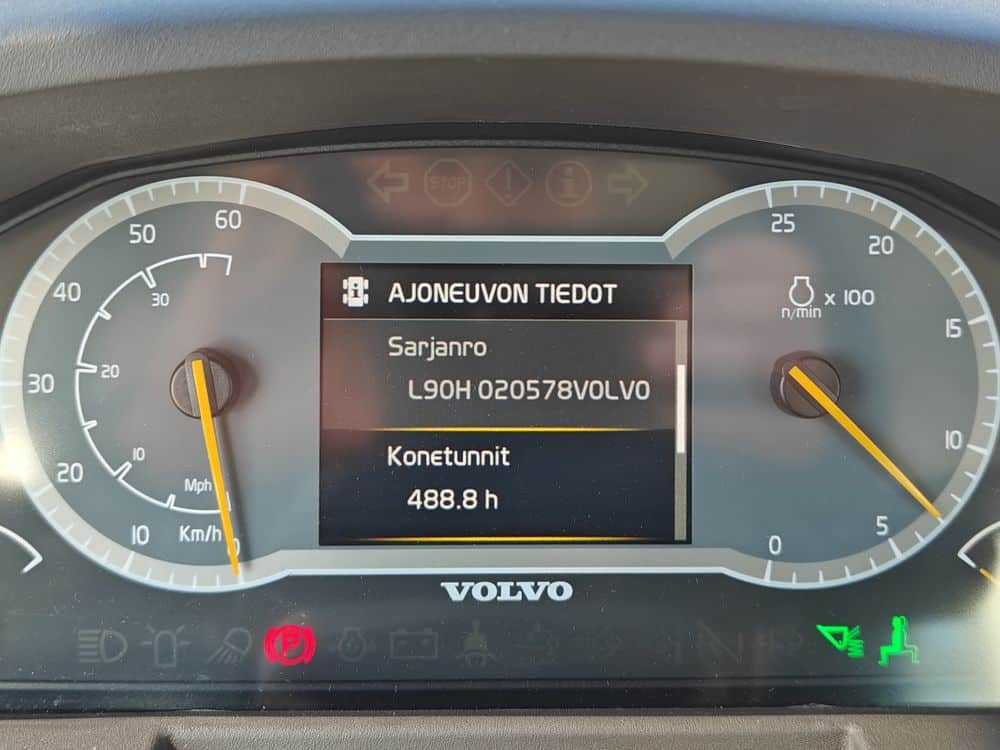 STOP
AJONEUVON TIEDOT
Sarjanro
L90H 020578VOLVO
Konetunnit
488.8 h
60
50
40
30
20
10
0
30
20
10
Mph
Km/h
25
20
15
10
5
0
x 100
n/min
VOLVO
P